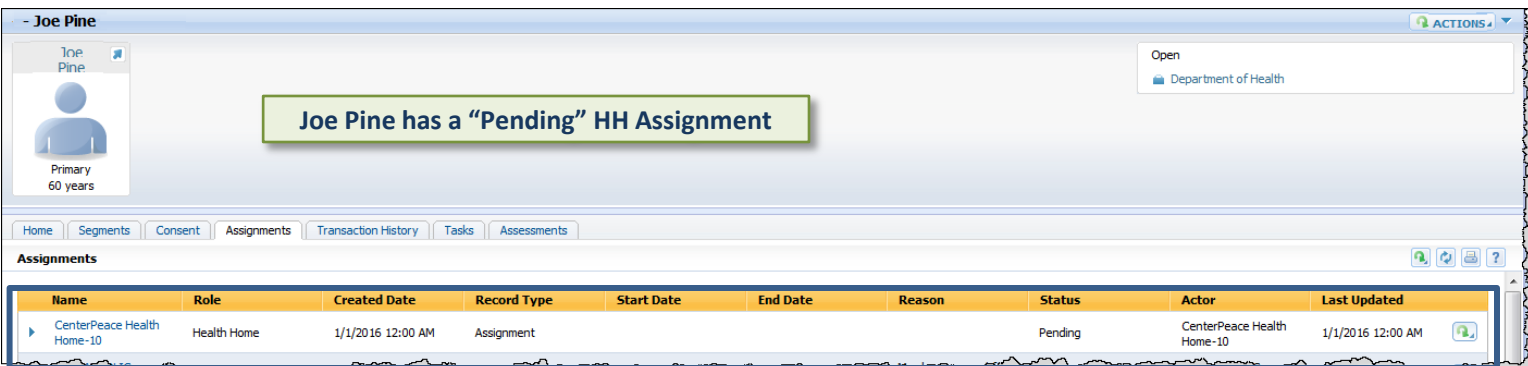 - Joe Pine
ACTIONS
Joe
Pine
Primary
60 years
Joe Pine has a “Pending” HH Assignment
Open
Department of Health
Home Segments Consent Assignments Transaction History Tasks Assessments
Assignments
?
Name Role Created Date Record Type Start Date End Date Reason Status Actor Last Updated
CenterPeace Health Home-10 Health Home 1/1/2016 12:00 AM Assignment Pending CenterPeace Health Home-10 1/1/2016 12:00 AM